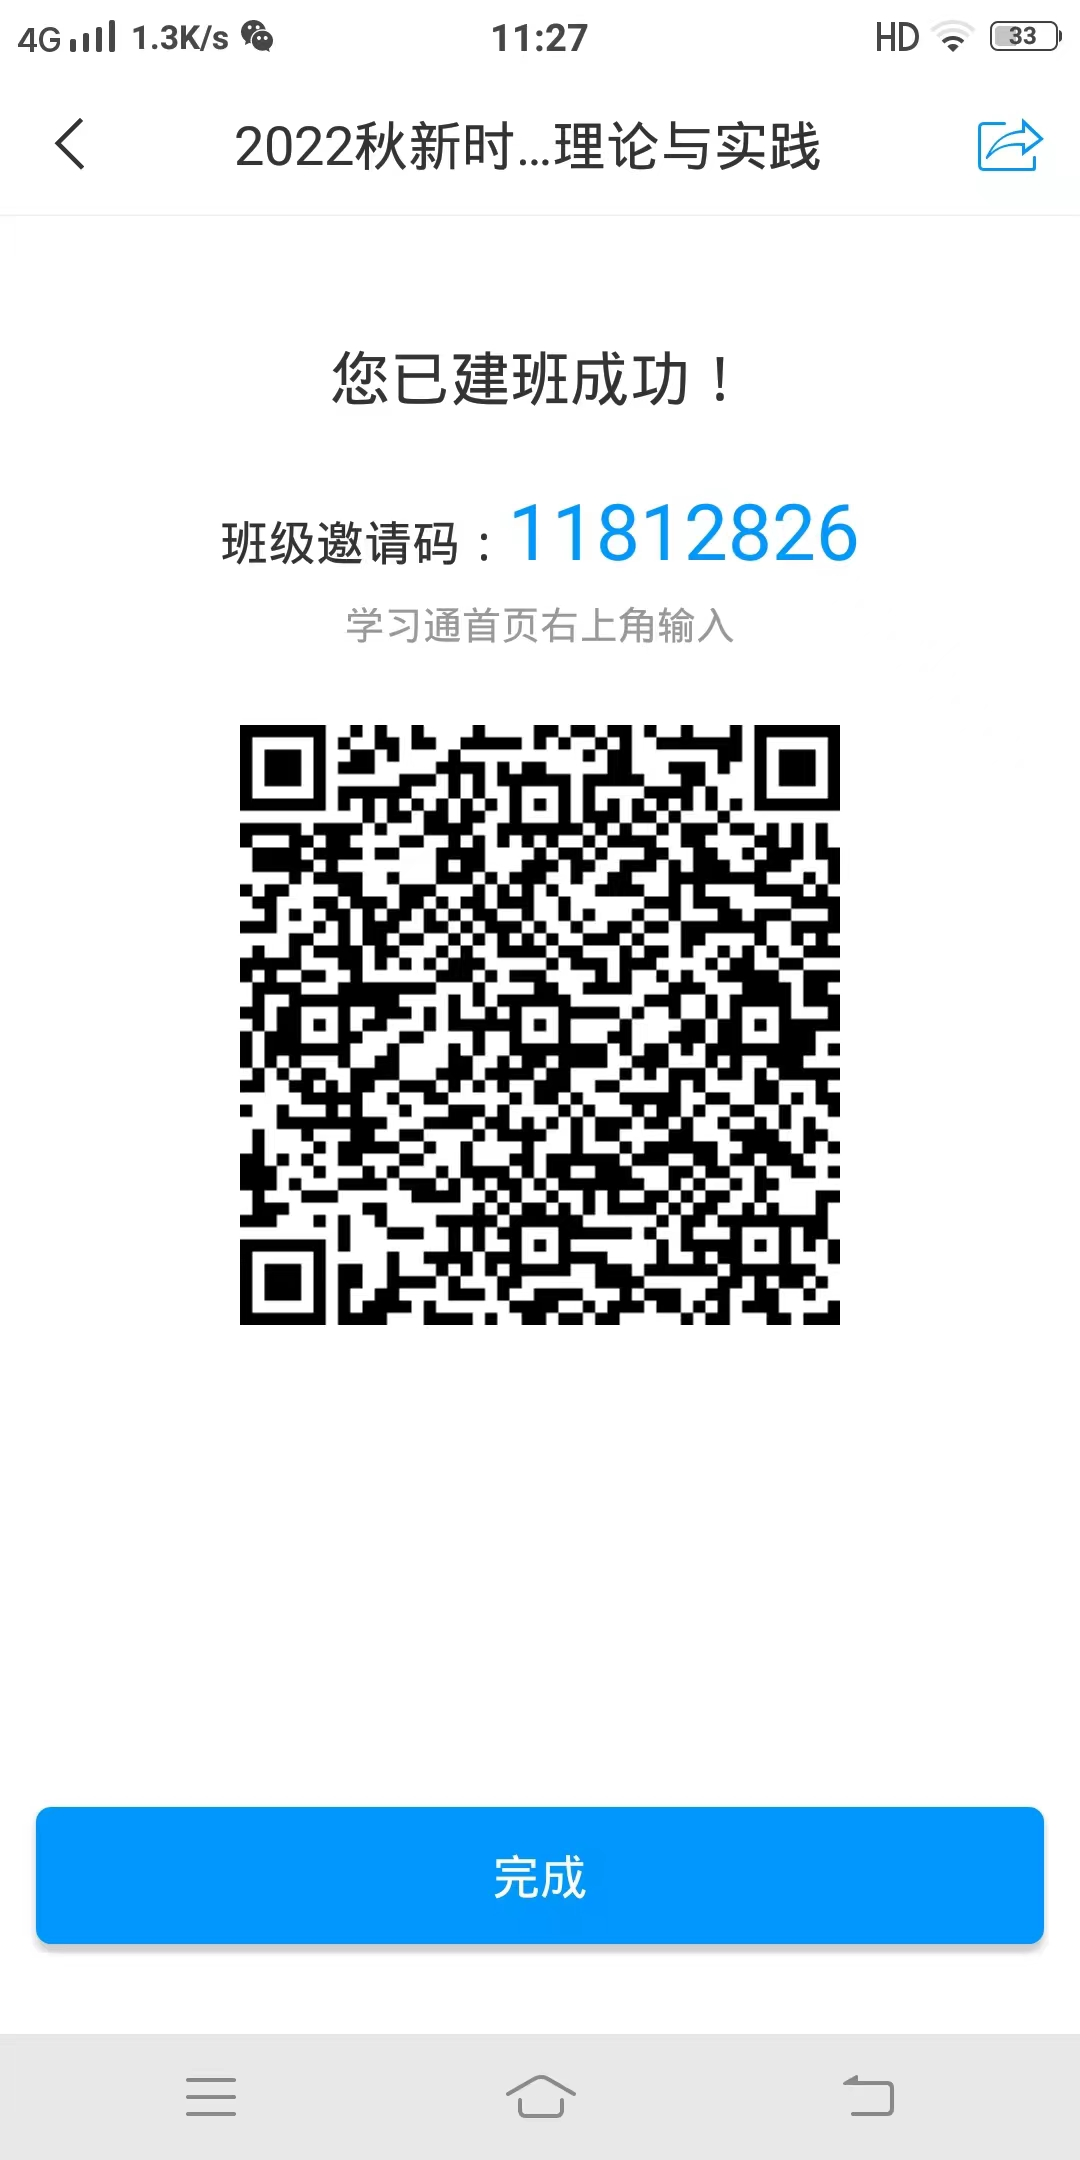 4G 1.3K/s 11:27 HD 33
2022秋新时...理论与实践
您已建班成功！
班级邀请码：11812826
学习通首页右上角输入
完成